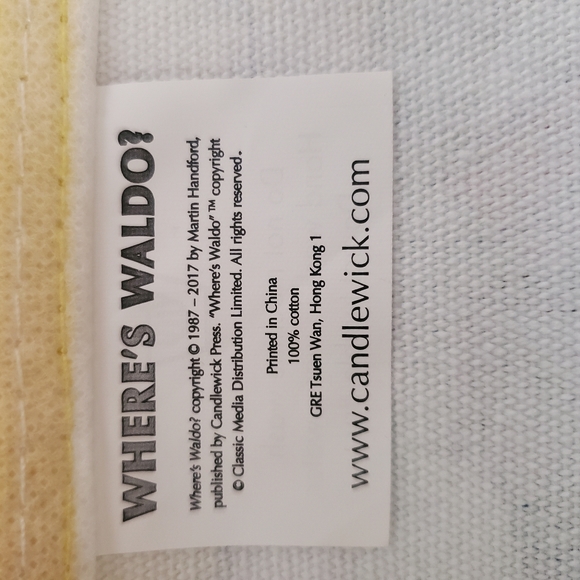 WHERE'S WALDO?
Where's Waldo? copyright © 1987 – 2017 by Martin Handford,
published by Candlewick Press. "Where's Waldo" ™ copyright
© Classic Media Distribution Limited. All rights reserved.
Printed in China
100% cotton
GRE Tsuen Wan, Hong Kong 1
www.candlewick.com